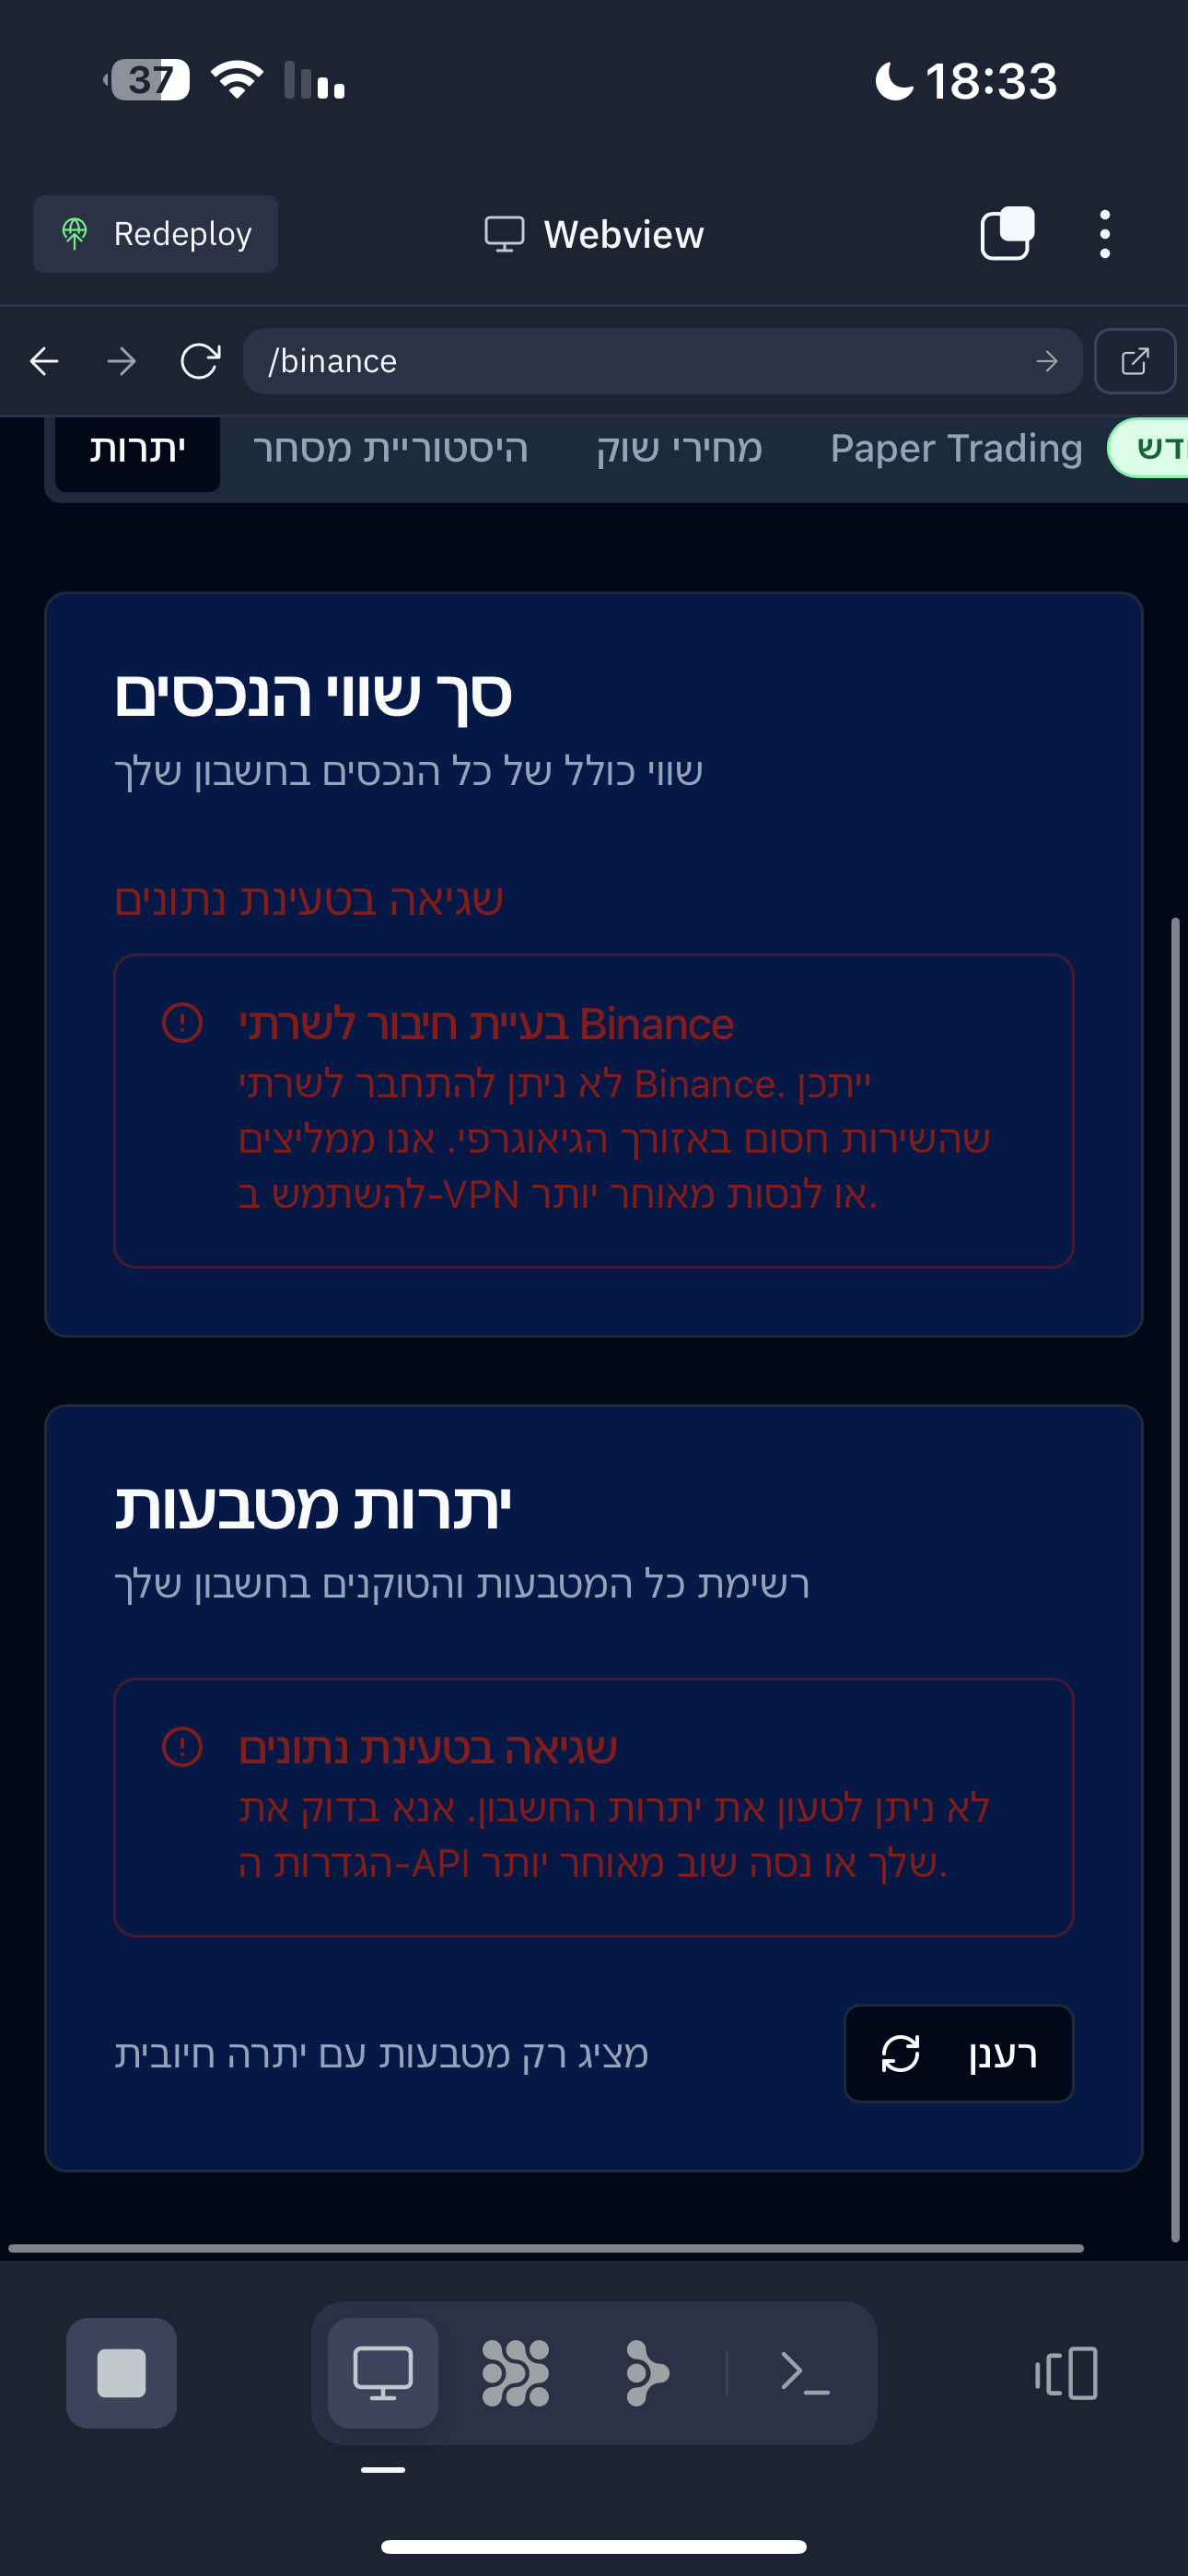 37
18:33
Redeploy
Webview
/binance
יתרות
היסטוריית מסחר
מחירי שוק
Paper Trading
סך שווי הנכסים
שווי כולל של כל הנכסים בחשבון שלך
שגיאה בטעינת נתונים
בעיית חיבור לשרתי Binance
לא ניתן להתחבר לשרתי Binance. ייתכן
שהשירות חסום באזורך הגיאוגרפי. אנו ממליצים
להשתמש ב-VPN או לנסות מאוחר יותר.
יתרות מטבעות
רשימת כל המטבעות והטוקנים בחשבון שלך
שגיאה בטעינת נתונים
לא ניתן לטעון את יתרות החשבון. אנא בדוק את
הגדרות ה-API שלך או נסה שוב מאוחר יותר.
מציג רק מטבעות עם יתרה חיובית
רענן